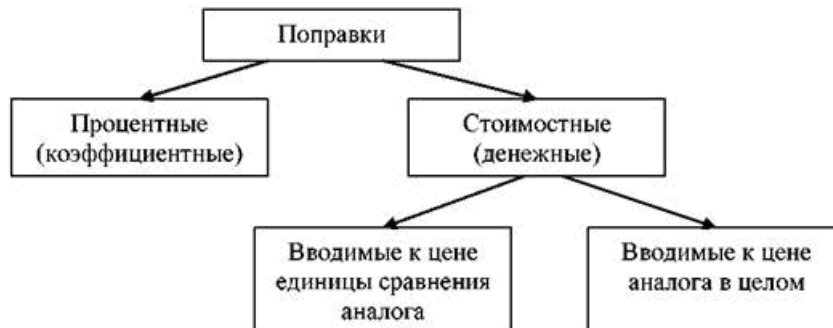 Поправки
Процентные
(коэффициентные)
Стоимостные
(денежные)
Вводимые к цене
единицы сравнения
аналога
Вводимые к цене
аналога в целом